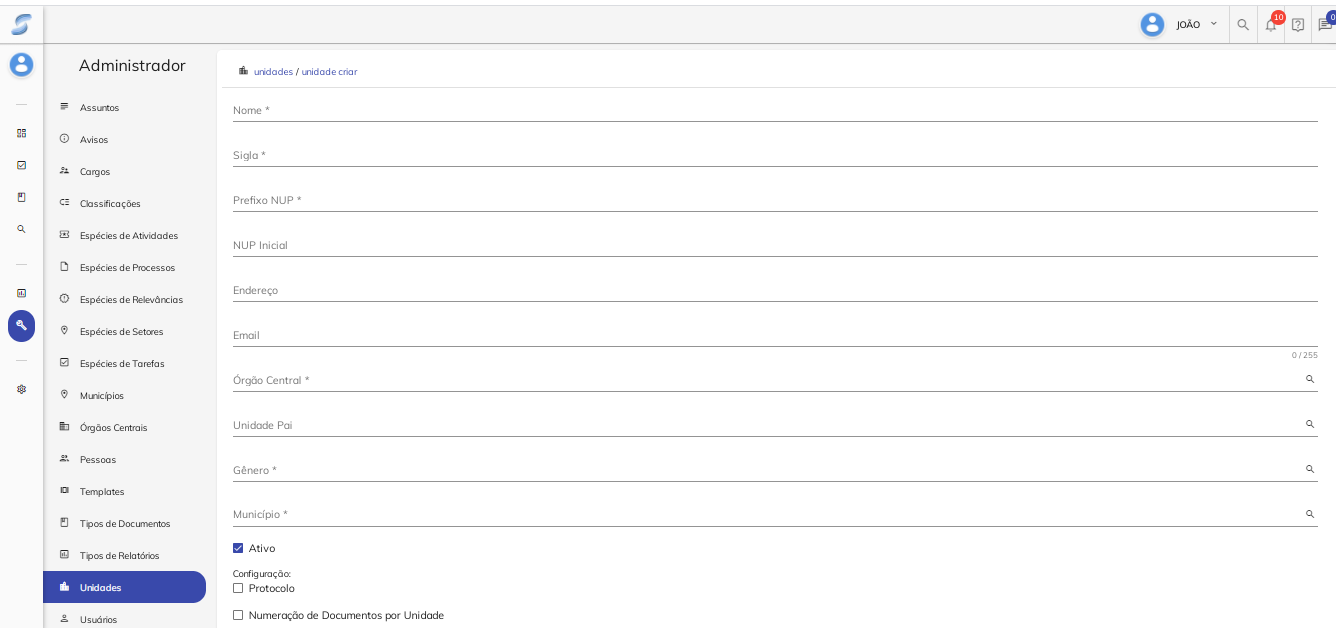 JOÃO
10
0
Administrador
Assuntos
Avisos
Cargos
Classificações
Espécies de Atividades
Espécies de Processos
Espécies de Relevâncias
Espécies de Setores
Espécies de Tarefas
Municípios
Órgãos Centrais
Pessoas
Templates
Tipos de Documentos
Tipos de Relatórios
Unidades
Usuários
unidades / unidade criar
Nome *
Sigla *
Prefixo NUP *
NUP Inicial
Endereço
Email
0 / 255
Órgão Central *
Unidade Pai
Gênero *
Município *
Ativo
Configuração:
Protocolo
Numeração de Documentos por Unidade